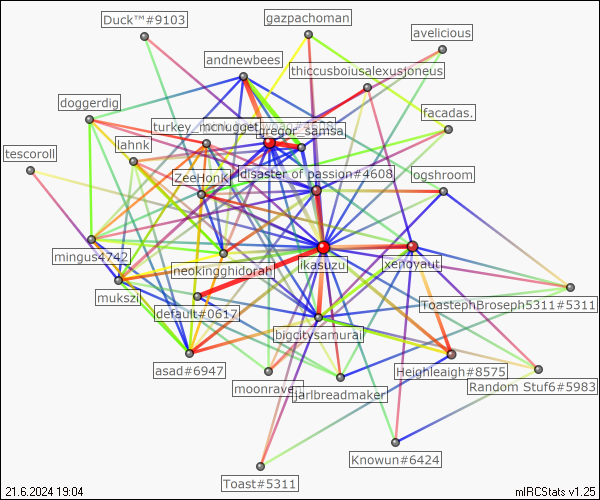 Duck™#9103
gazpachoman
avelicious
andnewbees
thiccusboiusalexusjoneus
doggerdig
facadas.
turkey_mcnugget
#4608
gregor_samsa
lahnk
tescoroll
disaster of passion#4608
ZeeHonk
ogshroom
mingus4742
neokingghidorah
ikasuzu
xenoyaut
mukszi
default#0617
ToastephBroseph5311#5311
bigcitysamurai
asad#6947
Heighleaigh#8575
moonraven
jarlbreadmaker
Random Stuf6#5983
Knowun#6424
Toast#5311
21.6.2024 19:04
mIRCStats v1.25